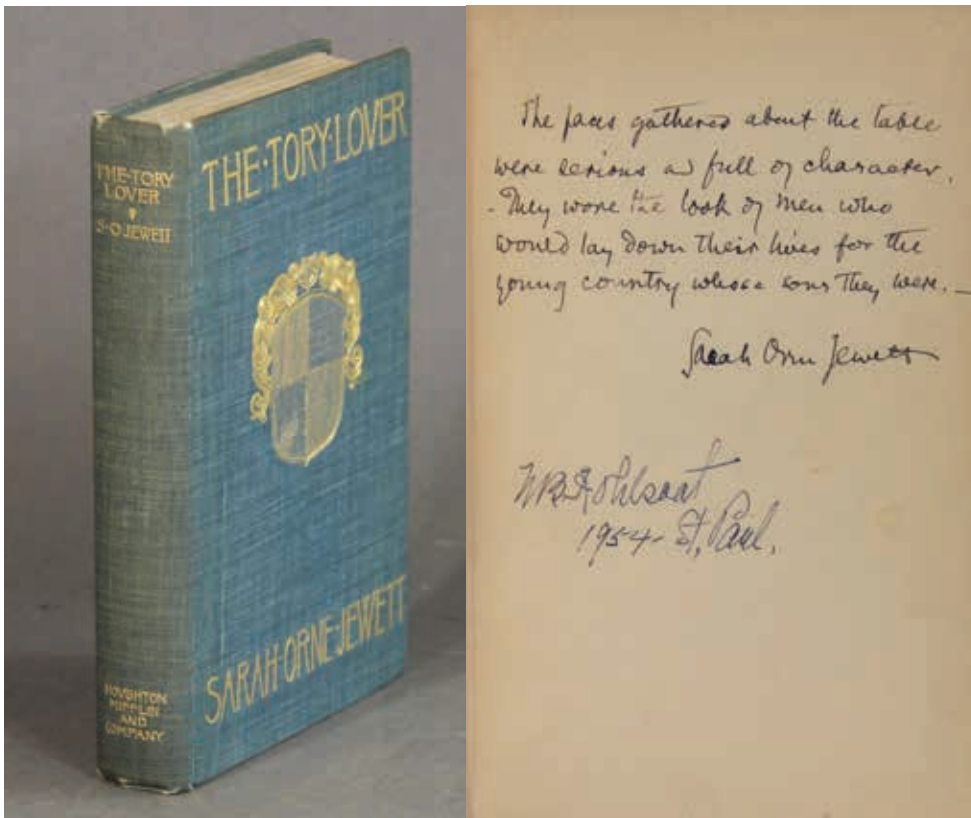 THE·TORY
LOVER
S·O JEWETT
HOUGHTON
MIFFLIN
AND
COMPANY
THE·TORY·LOVER
SARAH·ORNE·JEWETT
The faces gathered about the table
were serious and full of character.
- They wore the look of men who
would lay down their lives for the
young country whose sons they were. —
Sarah Orne Jewett
1954 - St. Paul.